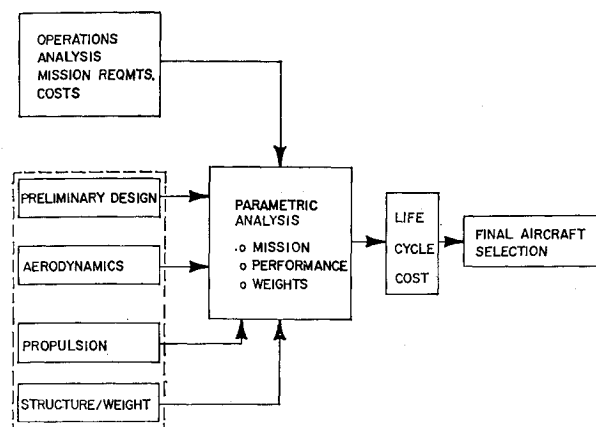 OPERATIONS
ANALYSIS
MISSION REQMTS,
COSTS
PRELIMINARY DESIGN
AERODYNAMICS
PROPULSION
STRUCTURE/WEIGHT
PARAMETRIC
ANALYSIS
o MISSION
o PERFORMANCE
o WEIGHTS
LIFE
CYCLE
COST
FINAL AIRCRAFT
SELECTION